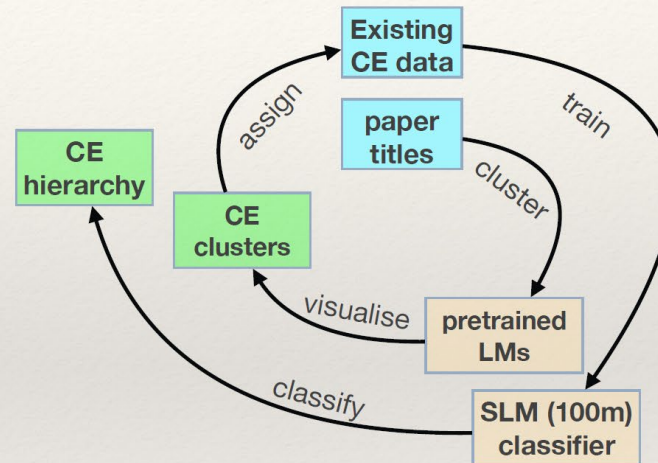 Existing
CE data
assign
train
paper
titles
CE
hierarchy
cluster
CE
clusters
visualise
pretrained
LMs
classify
SLM (100m)
classifier